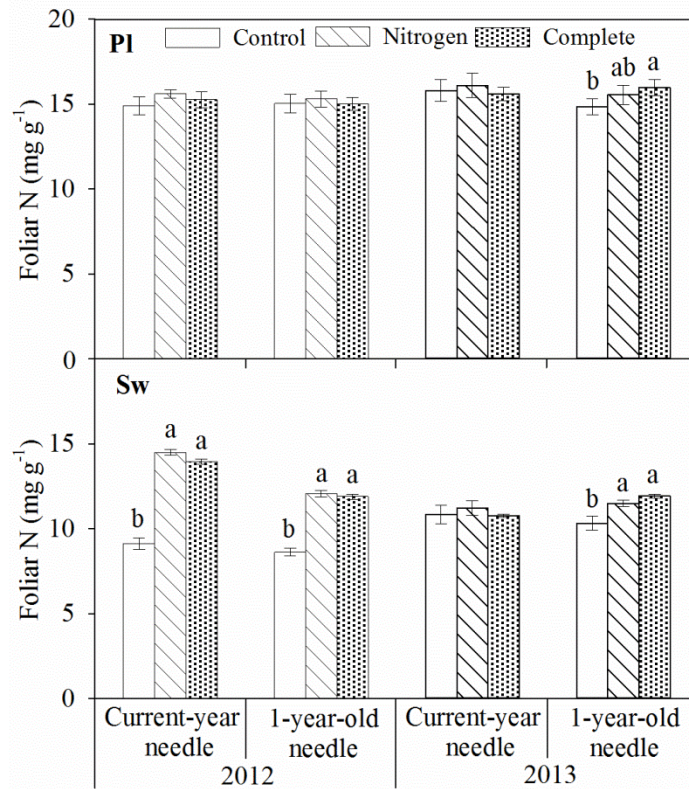 20
Pl
Control
Nitrogen
Complete
b
ab
a
15
10
5
0
Foliar N (mg g⁻¹)
Sw
a
a
b
a
a
b
b
a
a
15
10
5
0
Foliar N (mg g⁻¹)
Current-year
needle
1-year-old
needle
Current-year
needle
1-year-old
needle
2012
2013